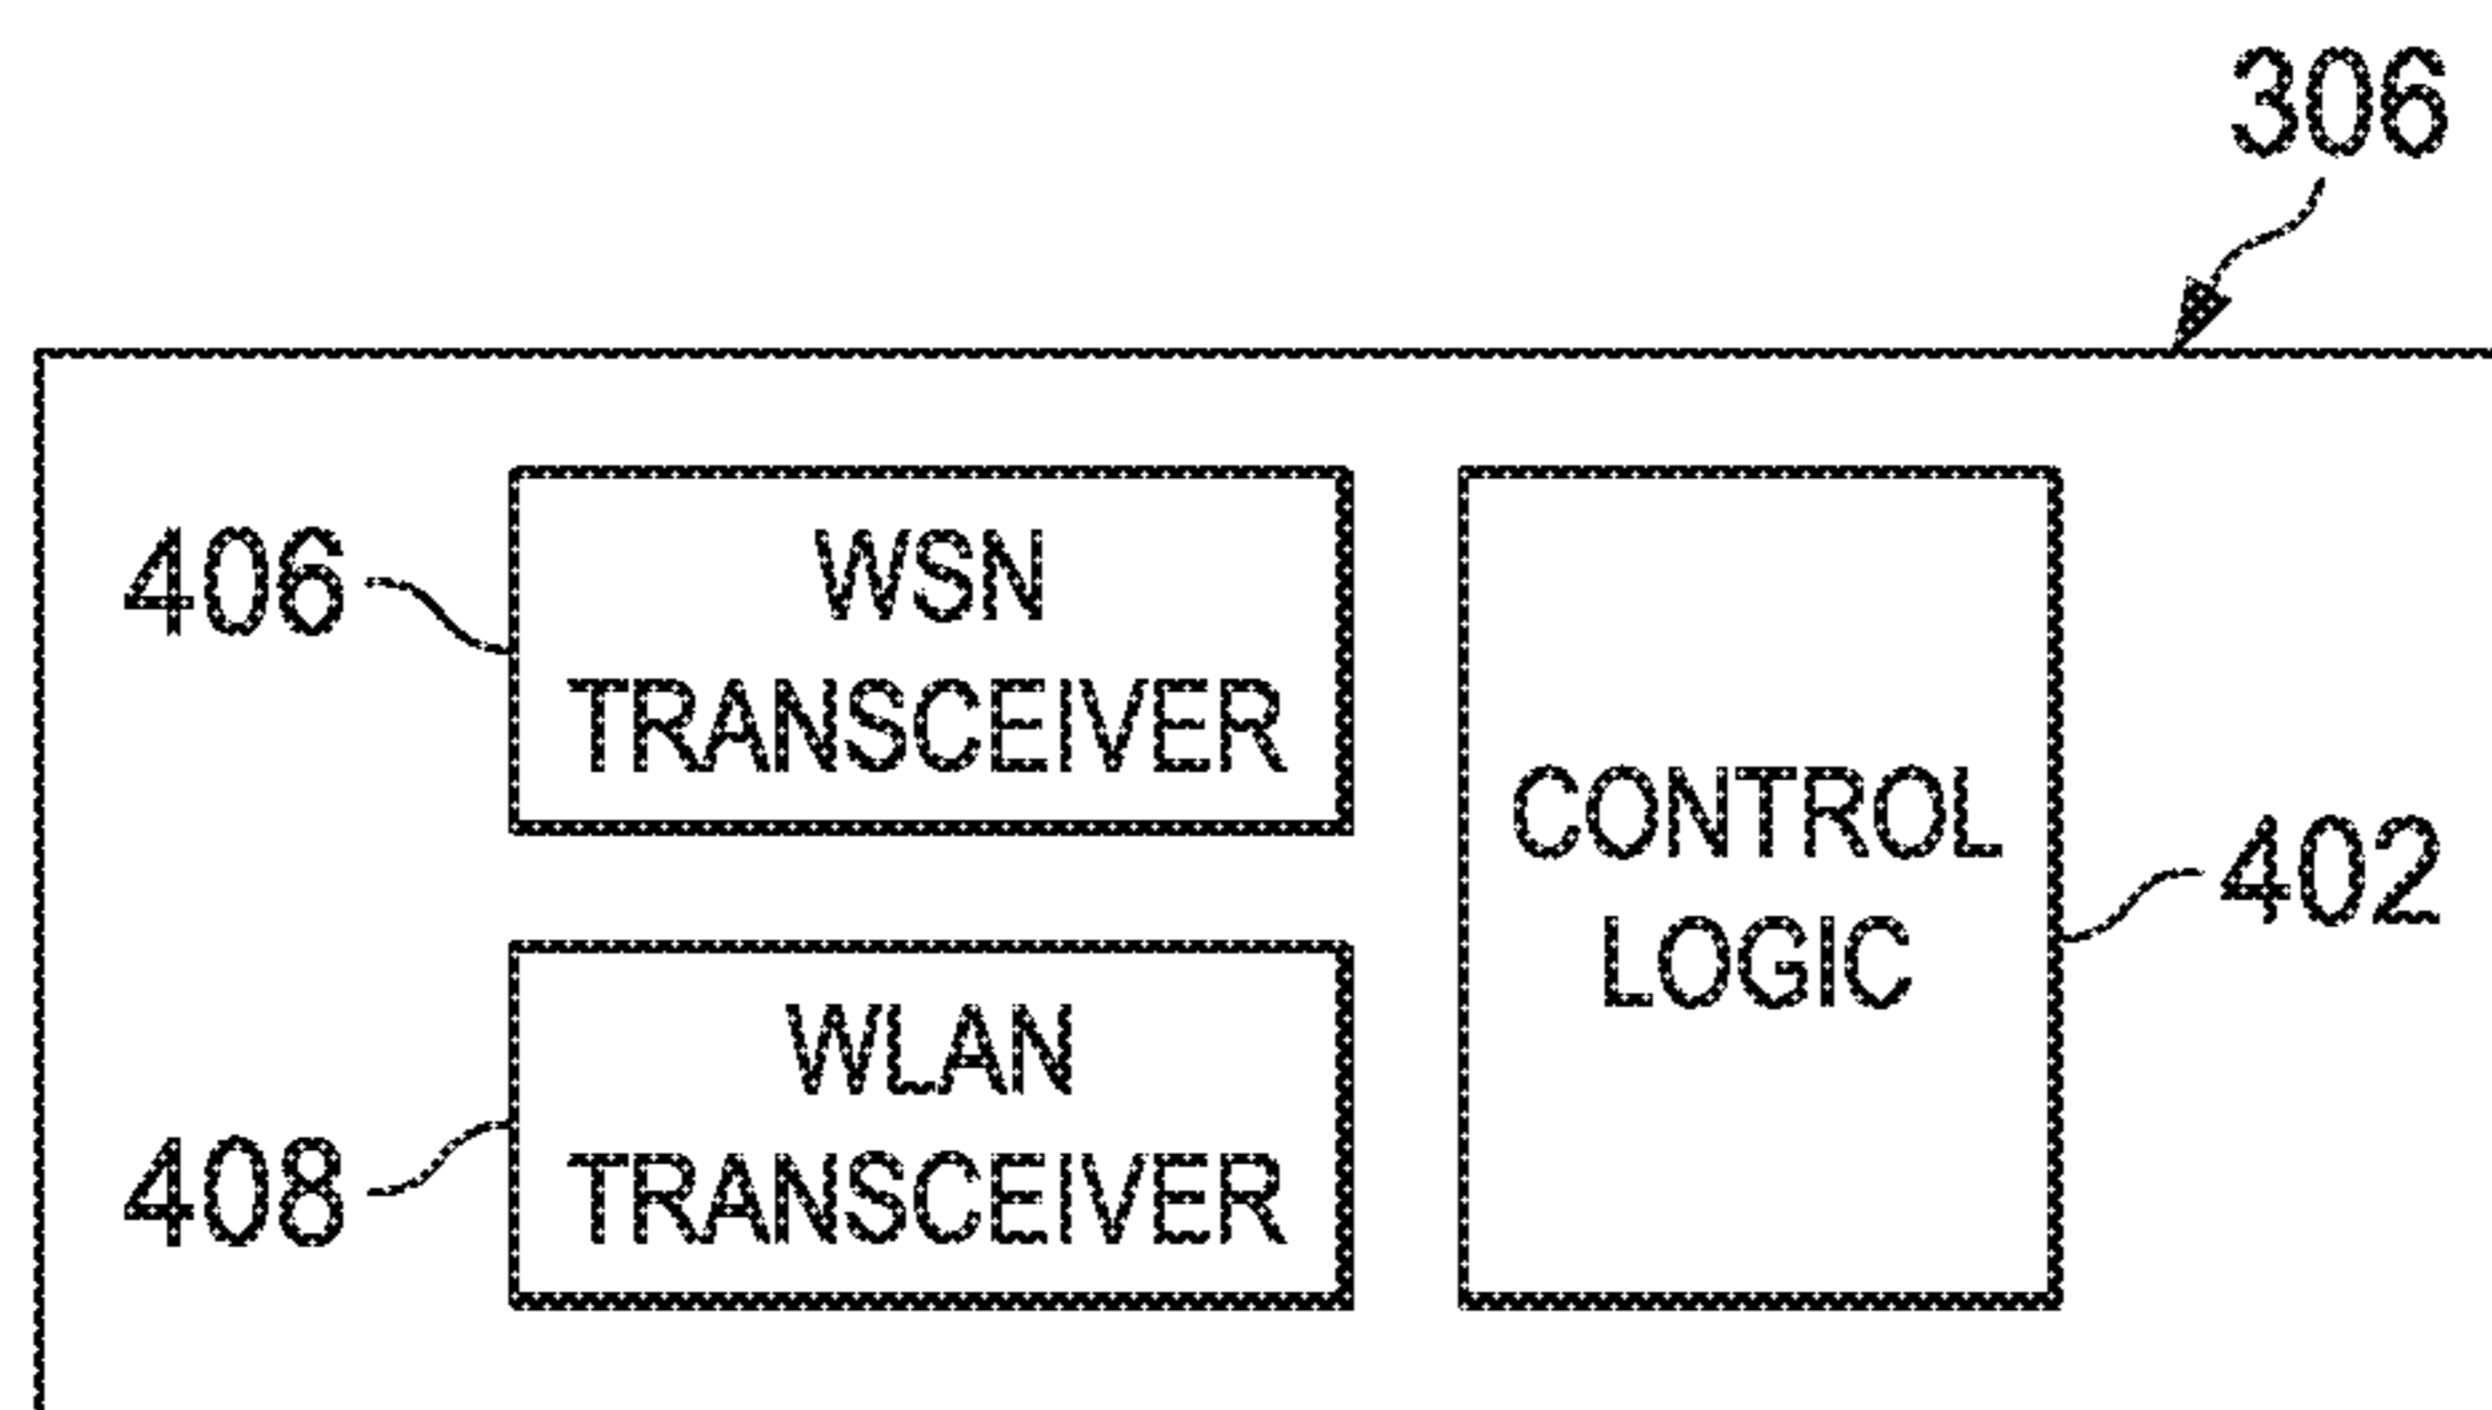 306
406
WSN
TRANSCEIVER
CONTROL
LOGIC
402
WLAN
TRANSCEIVER
408